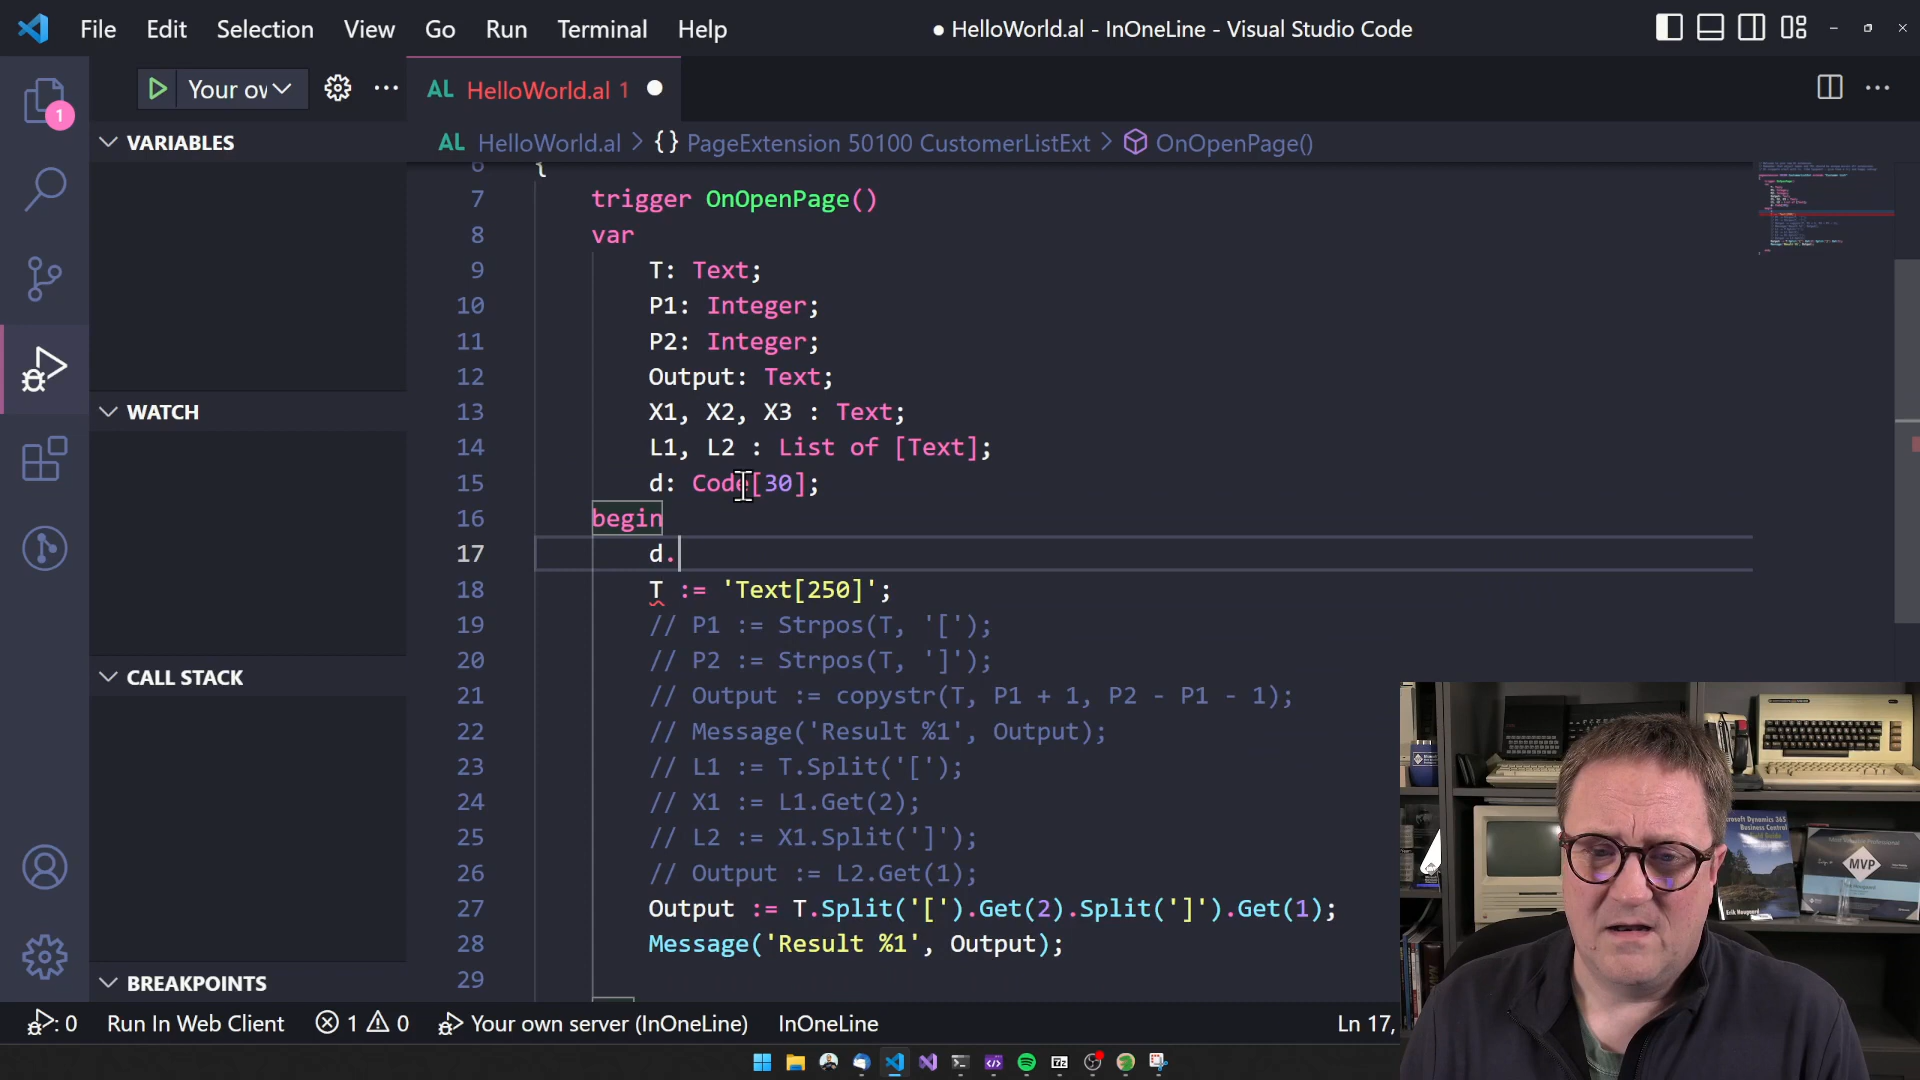 File Edit Selection View Go Run Terminal Help
● HelloWorld.al - InOneLine - Visual Studio Code
Your ov
AL HelloWorld.al 1
AL HelloWorld.al > {} PageExtension 50100 CustomerListExt > OnOpenPage()
1
VARIABLES
WATCH
CALL STACK
BREAKPOINTS
6 {
7 trigger OnOpenPage()
8 var
9 T: Text;
10 P1: Integer;
11 P2: Integer;
12 Output: Text;
13 X1, X2, X3 : Text;
14 L1, L2 : List of [Text];
15 d: Code[30];
16 begin
17 d.
18 T := 'Text[250]';
19 // P1 := Strpos(T, '[');
20 // P2 := Strpos(T, ']');
21 // Output := copystr(T, P1 + 1, P2 - P1 - 1);
22 // Message('Result %1', Output);
23 // L1 := T.Split('[');
24 // X1 := L1.Get(2);
25 // L2 := X1.Split(']');
26 // Output := L2.Get(1);
27 Output := T.Split('[').Get(2).Split(']').Get(1);
28 Message('Result %1', Output);
29
Microsoft Dynamics 365
Business Central
MVP
: 0 Run In Web Client 1 0 Your own server (InOneLine) InOneLine Ln 17,